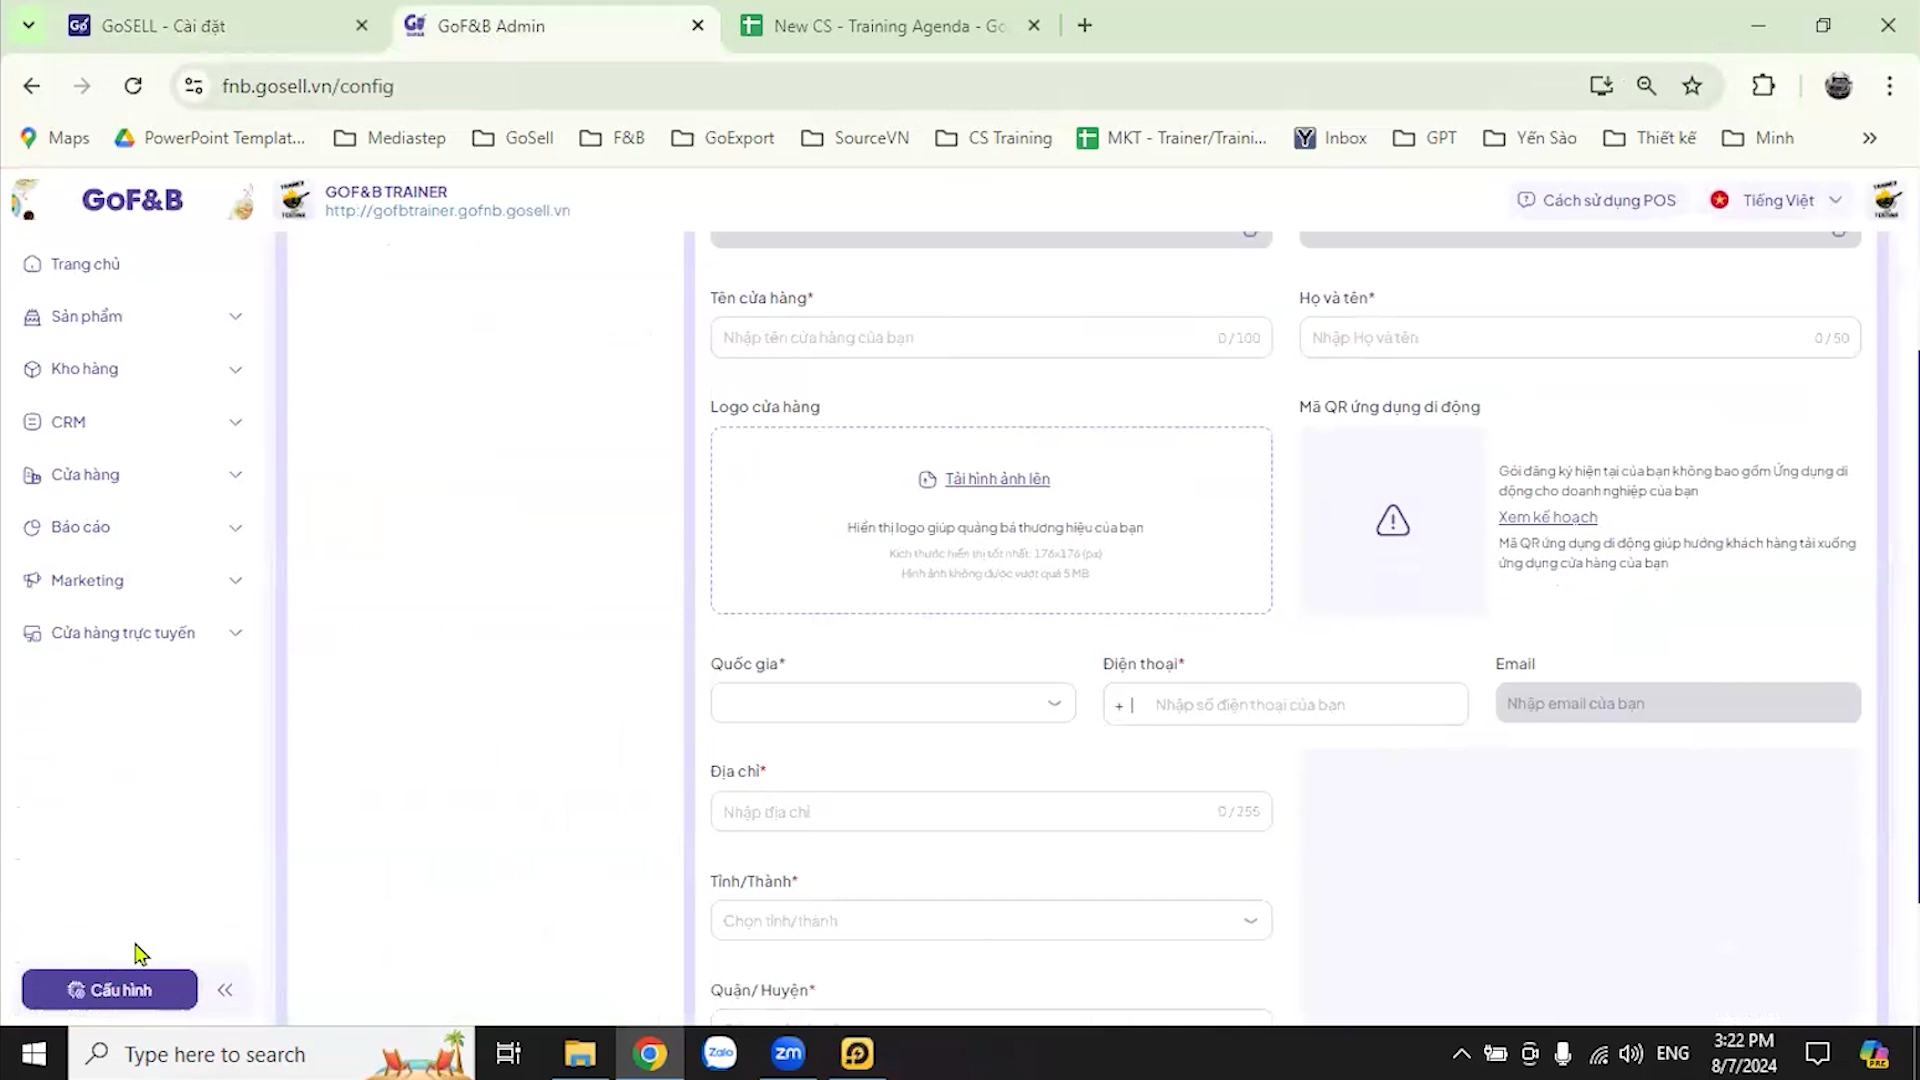 GoSELL - Cài đặt
GoF&B Admin
New CS - Training Agenda - Go
fnb.gosell.vn/config
Maps
PowerPoint Templat...
Mediastep
GoSell
F&B
GoExport
SourceVN
CS Training
MKT - Trainer/Traini...
Inbox
GPT
Yến Sào
Thiết kế
Minh
GoF&B
GOF&B TRAINER
http://gofbtrainer.gofnb.gosell.vn
Cách sử dụng POS
Tiếng Việt
Trang chủ
Sản phẩm
Kho hàng
CRM
Cửa hàng
Báo cáo
Marketing
Cửa hàng trực tuyến
Cấu hình
Tên cửa hàng*
Nhập tên cửa hàng của bạn
0 / 100
Họ và tên*
Nhập Họ và tên
0 / 50
Logo cửa hàng
Tải hình ảnh lên
Hiển thị logo giúp quảng bá thương hiệu của bạn
Kích thước hiển thị tốt nhất: 176x176 (px)
Hình ảnh không được vượt quá 5 MB
Mã QR ứng dụng di động
Gói đăng ký hiện tại của bạn không bao gồm Ứng dụng di
động cho doanh nghiệp của bạn
Xem kế hoạch
Mã QR ứng dụng di động giúp hướng khách hàng tải xuống
ứng dụng cửa hàng của bạn
Quốc gia*
Điện thoại*
+ | Nhập số điện thoại của bạn
Email
Nhập email của bạn
Địa chỉ*
Nhập địa chỉ
0 / 255
Tỉnh/Thành*
Chọn tỉnh/thành
Quận/ Huyện*
Type here to search
Zalo
zm
ENG
3:22 PM
8/7/2024
PRE